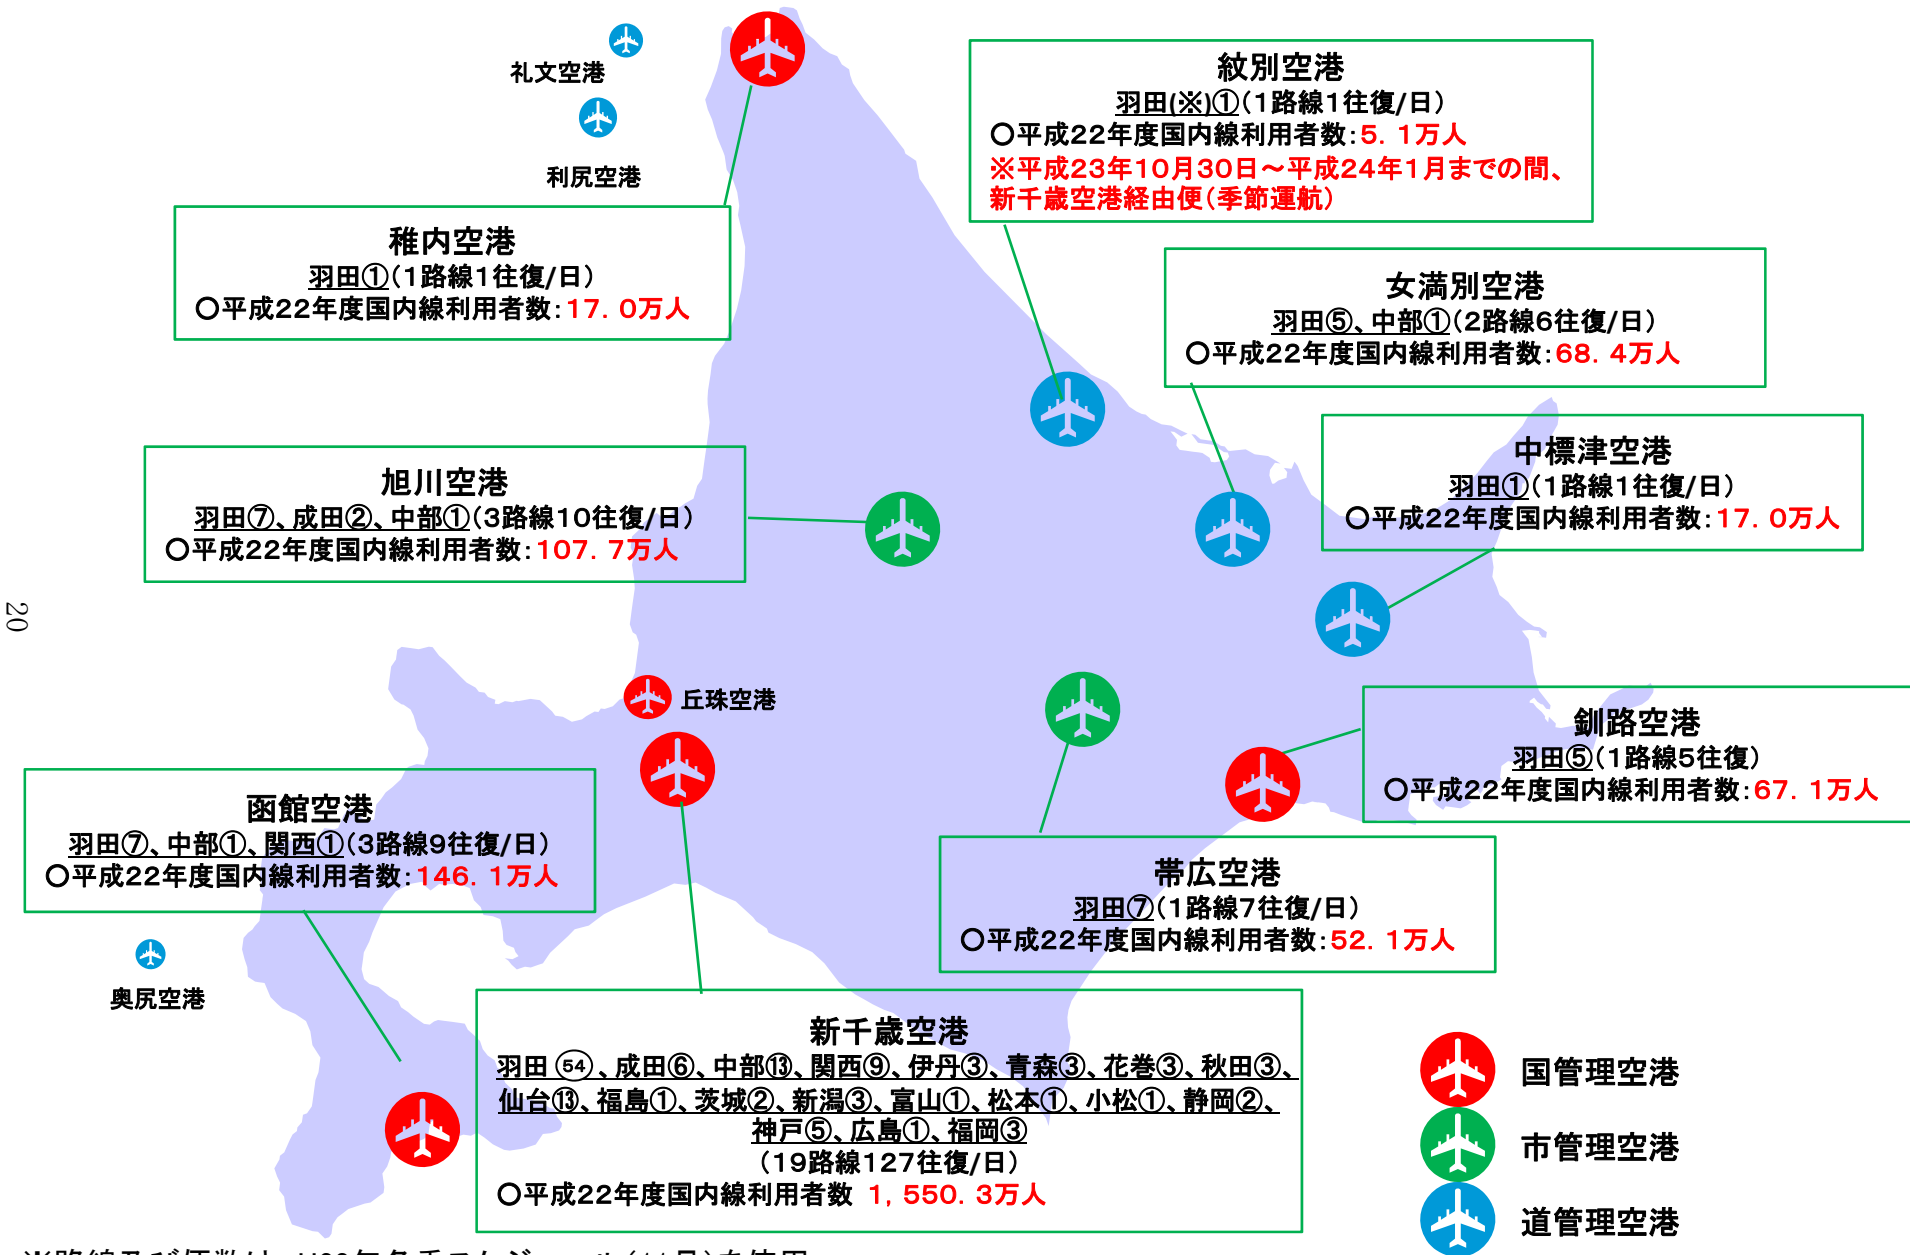 礼文空港
利尻空港
稚内空港
羽田①(1路線1往復/日)
○平成22年度国内線利用者数:17.0万人
紋別空港
羽田(※)①(1路線1往復/日)
○平成22年度国内線利用者数:5.1万人
※平成23年10月30日～平成24年1月までの間、
新千歳空港経由便(季節運航)
女満別空港
羽田⑤、中部①(2路線6往復/日)
○平成22年度国内線利用者数:68.4万人
中標津空港
羽田①(1路線1往復/日)
○平成22年度国内線利用者数:17.0万人
旭川空港
羽田⑦、成田②、中部①(3路線10往復/日)
○平成22年度国内線利用者数:107.7万人
20
丘珠空港
釧路空港
羽田⑤(1路線5往復)
○平成22年度国内線利用者数:67.1万人
函館空港
羽田⑦、中部①、関西①(3路線9往復/日)
○平成22年度国内線利用者数:146.1万人
帯広空港
羽田⑦(1路線7往復/日)
○平成22年度国内線利用者数:52.1万人
奥尻空港
新千歳空港
羽田㊾54、成田⑥、中部⑬、関西⑨、伊丹③、青森③、花巻③、秋田③、
仙台⑬、福島①、茨城②、新潟③、富山①、松本①、小松①、静岡②、
神戸⑤、広島①、福岡③
(19路線127往復/日)
○平成22年度国内線利用者数 1,550.3万人
国管理空港
市管理空港
道管理空港